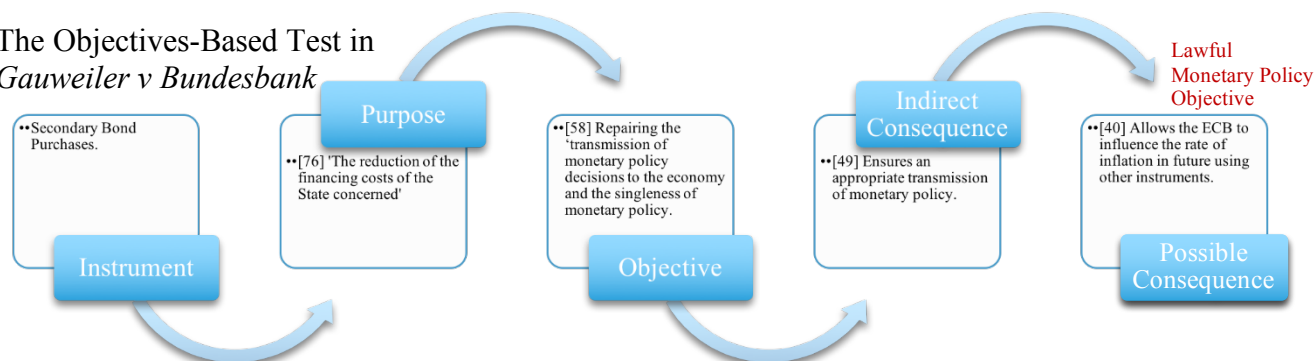 The Objectives-Based Test in
Gauweiler v Bundesbank
••Secondary Bond
Purchases.
Instrument
Purpose
••[76] 'The reduction of the
financing costs of the
State concerned'
••[58] Repairing the
‘transmission of
monetary policy
decisions to the economy
and the singleness of
monetary policy.
Objective
Indirect
Consequence
••[49] Ensures an
appropriate transmission
of monetary policy.
Lawful
Monetary Policy
Objective
••[40] Allows the ECB to
influence the rate of
inflation in future using
other instruments.
Possible
Consequence